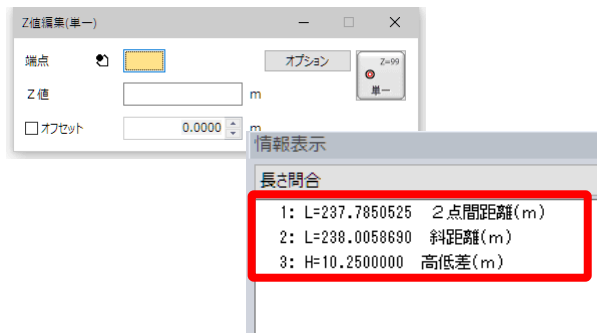 Z値編集(単一)
端点
オプション
Z=99
単一
Z値
m
オフセット
0.0000
m
情報表示
長さ問合
1: L=237.7850525 2点間距離(m)
2: L=238.0058690 斜距離(m)
3: H=10.2500000 高低差(m)